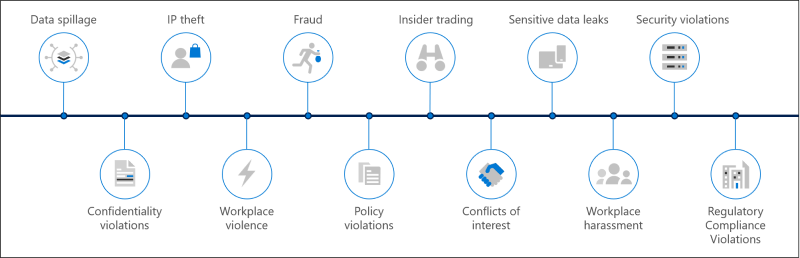 Data spillage
IP theft
Fraud
Insider trading
Sensitive data leaks
Security violations
Confidentiality
violations
Workplace
violence
Policy
violations
Conflicts of
interest
Workplace
harassment
Regulatory
Compliance
Violations